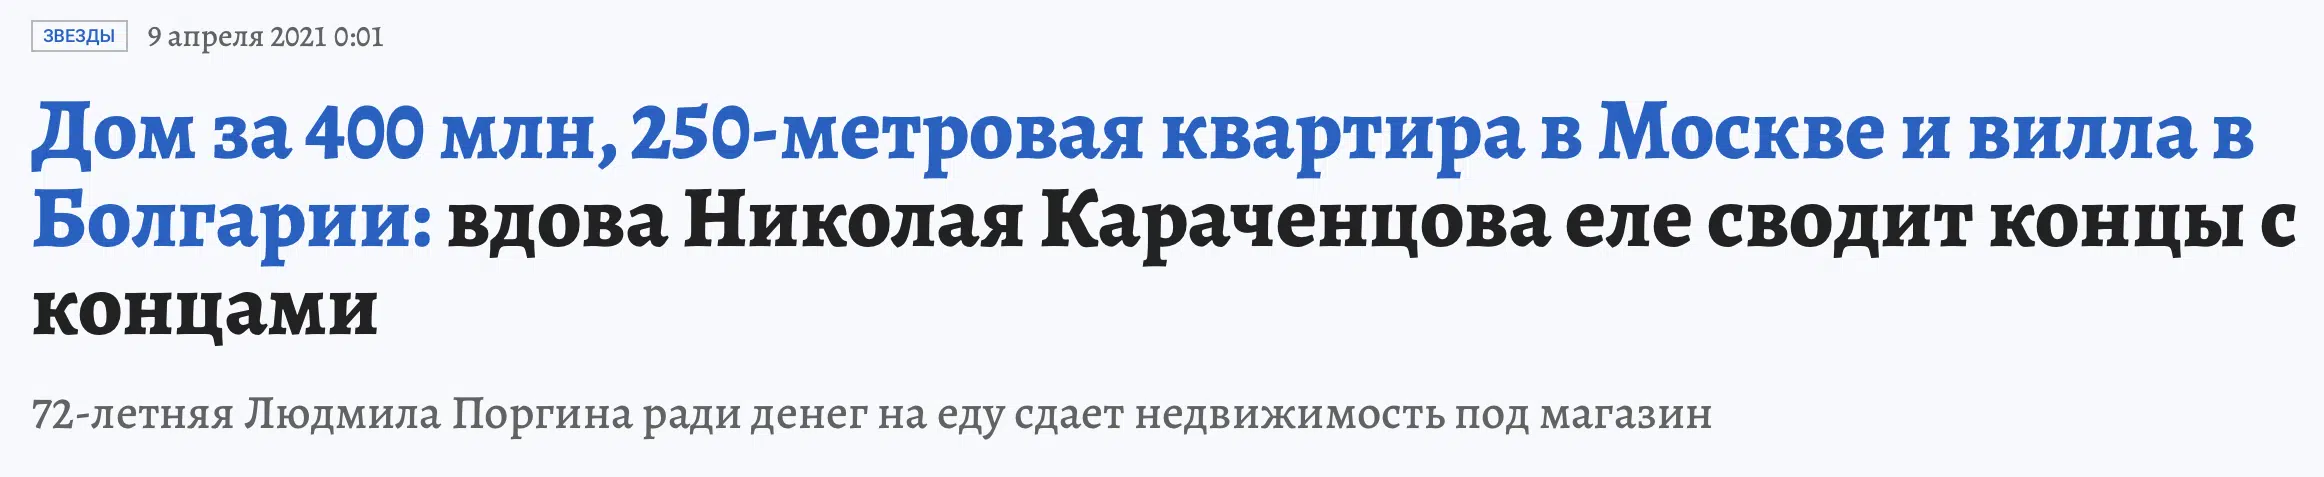 ЗВЕЗДЫ 9 апреля 2021 0:01
Дом за 400 млн, 250-метровая квартира в Москве и вилла в
Болгарии: вдова Николая Караченцова еле сводит концы с
концами
72-летняя Людмила Поргина ради денег на еду сдает недвижимость под магазин